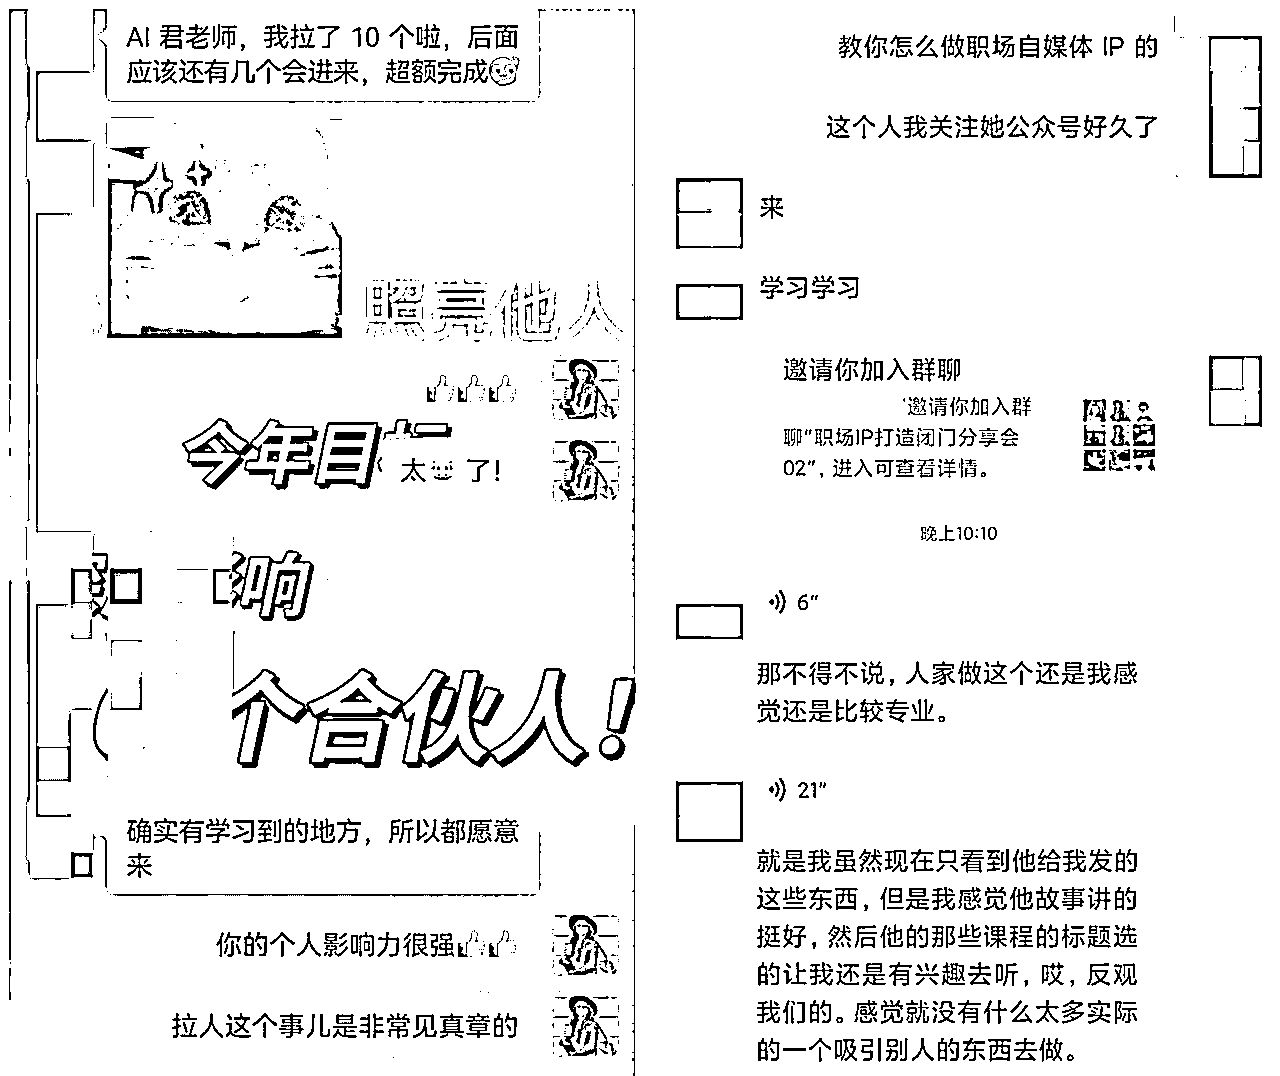 AI 君老师，我拉了 10 个啦，后面
应该还有几个会进来，超额完成
照亮他人
今年目
太 了！
响
个合伙人！
确实有学习到的地方，所以都愿意
来
你的个人影响力很强
拉人这个事儿是非常见真章的
教你怎么做职场自媒体 IP 的
这个人我关注她公众号好久了
来
学习学习
邀请你加入群聊
"邀请你加入群
聊"职场IP打造闭门分享会
02"，进入可查看详情。
晚上10:10
6"
那不得不说，人家做这个还是我感
觉还是比较专业。
21"
就是我虽然现在只看到他给我发的
这些东西，但是我感觉他故事讲的
挺好，然后他的那些课程的标题选
的让我还是有兴趣去听，哎，反观
我们的。感觉就没有什么太多实际
的一个吸引别人的东西去做。